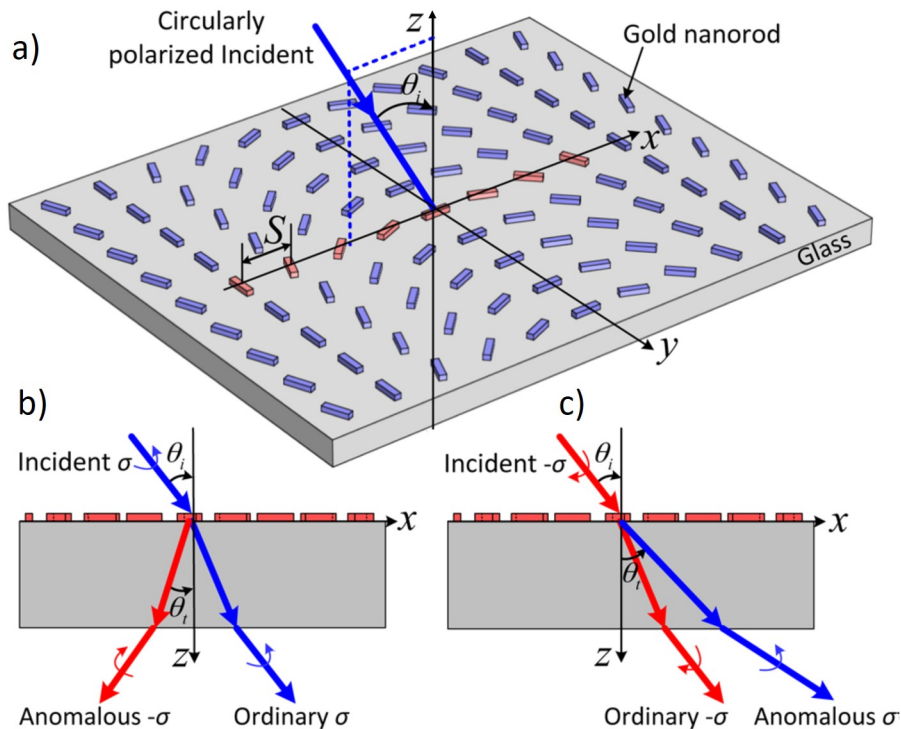 a)
Circularly
polarized Incident
z
Gold nanorod
θi
x
S
Glass
y
b)
Incident σ
θi
x
θt
z
Anomalous -σ
Ordinary σ
c)
Incident -σ
θi
x
θt
z
Ordinary -σ
Anomalous σ